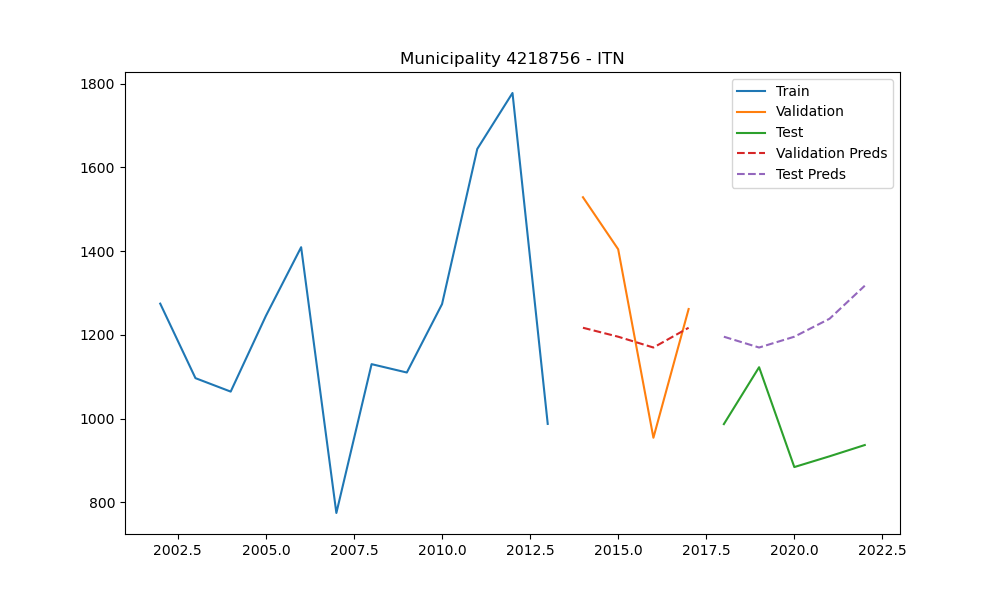 Municipality 4218756 - ITN
1800
1600
1400
1200
1000
800
2002.5 2005.0 2007.5 2010.0 2012.5 2015.0 2017.5 2020.0 2022.5
Train
Validation
Test
Validation Preds
Test Preds